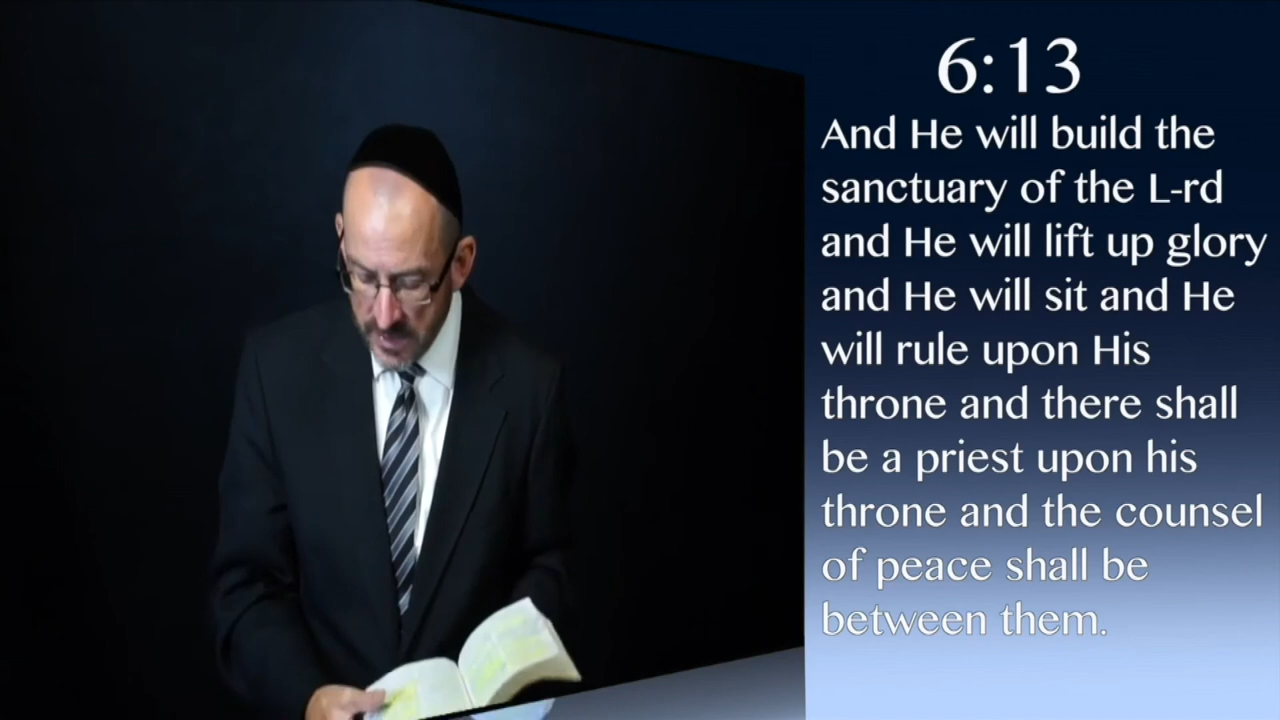 6:13
And He will build the
sanctuary of the L-rd
and He will lift up glory
and He will sit and He
will rule upon His
throne and there shall
be a priest upon his
throne and the counsel
of peace shall be
between them.